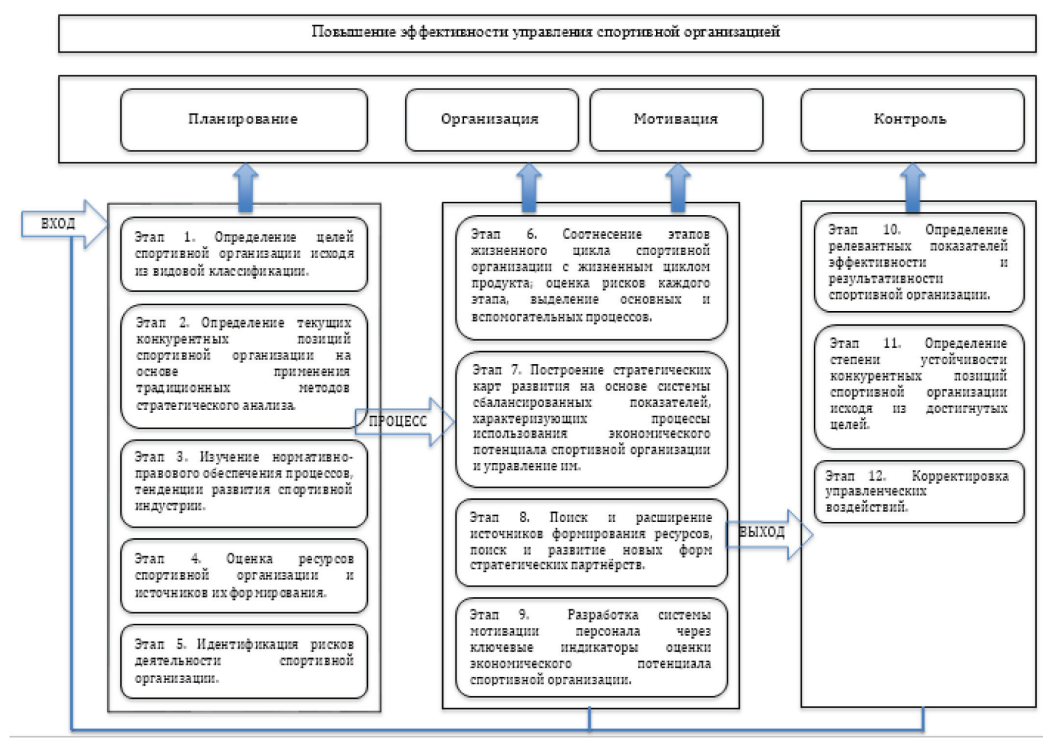 Повышение эффективности управления спортивной организацией
Планирование
Организация
Мотивация
Контроль
ВХОД
Этап 1. Определение целей
спортивной организации исходя
из видовой классификации.
Этап 2. Определение текущих
конкурентных позиций
спортивной организации на
основе применения
традиционных методов
стратегического анализа.
Этап 3. Изучение нормативно-
правового обеспечения процессов,
тенденции развития спортивной
индустрии.
Этап 4. Оценка ресурсов
спортивной организации и
источников их формирования.
Этап 5. Идентификация рисков
деятельности спортивной
организации.
ПРОЦЕСС
Этап 6. Соотнесение этапов
жизненного цикла спортивной
организации с жизненным циклом
продукта; оценка рисков каждого
этапа, выделение основных и
вспомогательных процессов.
Этап 7. Построение стратегических
карт развития на основе системы
сбалансированных показателей,
характеризующих процессы
использования экономического
потенциала спортивной организации
и управление им.
Этап 8. Поиск и расширение
источников формирования ресурсов,
поиск и развитие новых форм
стратегических партнёрств.
Этап 9. Разработка системы
мотивации персонала через
ключевые индикаторы оценки
экономического потенциала
спортивной организации.
ВЫХОД
Этап 10. Определение
релевантных показателей
эффективности и
результативности
спортивной организации.
Этап 11. Определение
степени устойчивости
конкурентных позиций
спортивной организации
исходя из достигнутых
целей.
Этап 12. Корректировка
управленческих
воздействий.